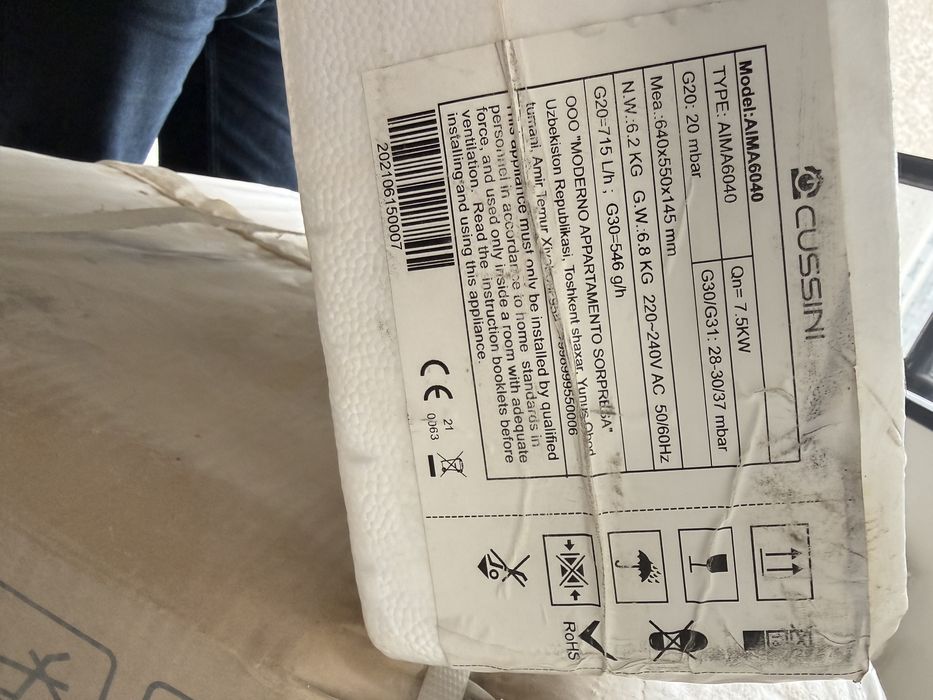 CUSSINI
Model:AIMA6040
TYPE: AIMA6040 Qn= 7.5KW
G20: 20 mbar G30/G31: 28-30/37 mbar
Mea.:640x550x145 mm
N.W.:6.2 KG G.W.:6.8 KG 220~240V AC 50/60Hz
G20=715 L/h ; G30=546 g/h
OOO "MODERNO APPARTAMENTO SORPRESA"
Uzbekiston Republikasi, Toshkent shaxar, Yunus Obod
tumani, Amir Temur
This appliance must only be installed by qualified
personnel in accordance to home standards in
force, and used only inside a room with adequate
ventilation. Read the instruction booklets before
installing and using this appliance.
202106150007
CE 21
0063
RoHS